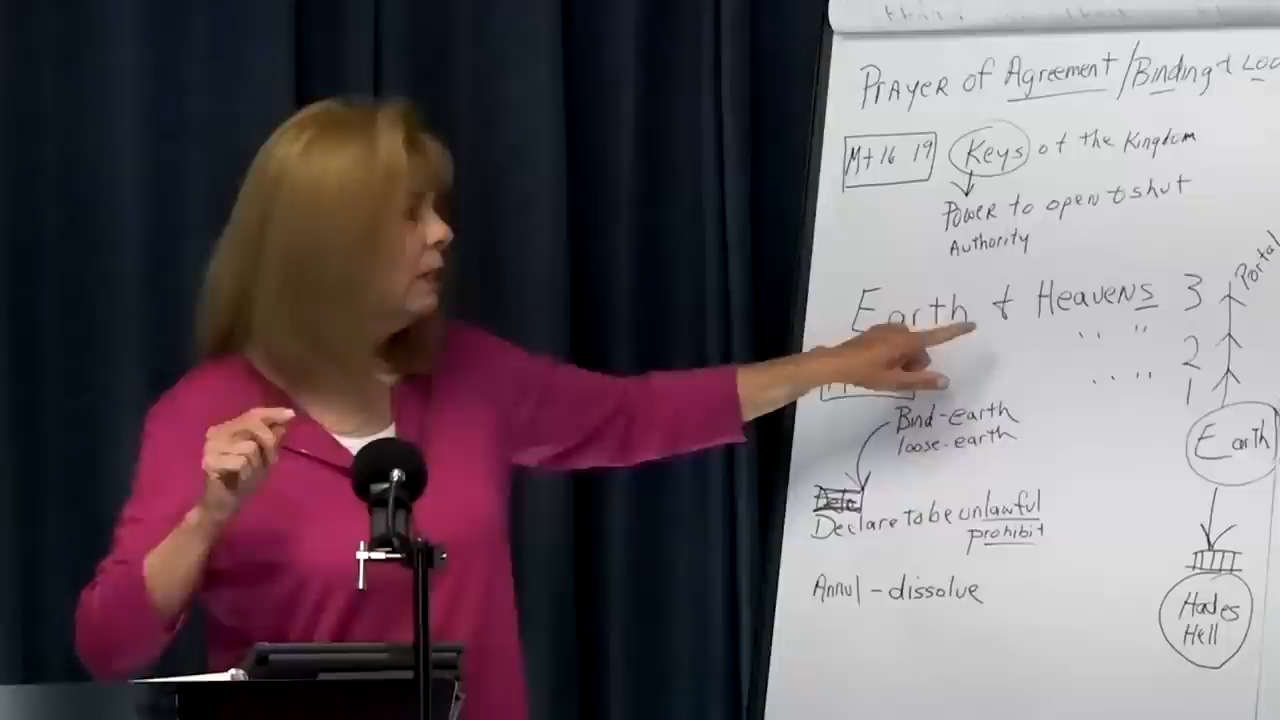 Prayer of Agreement / Binding &
Mt 16 19 Keys of the Kingdom
Power to open & shut
Authority
Portal
Earth & Heavens 3
,, ,, 2
,, ,, 1
Bind-earth
loose-earth
Earth
Declare to be unlawful
prohibit
Annul - dissolve
Hades
Hell